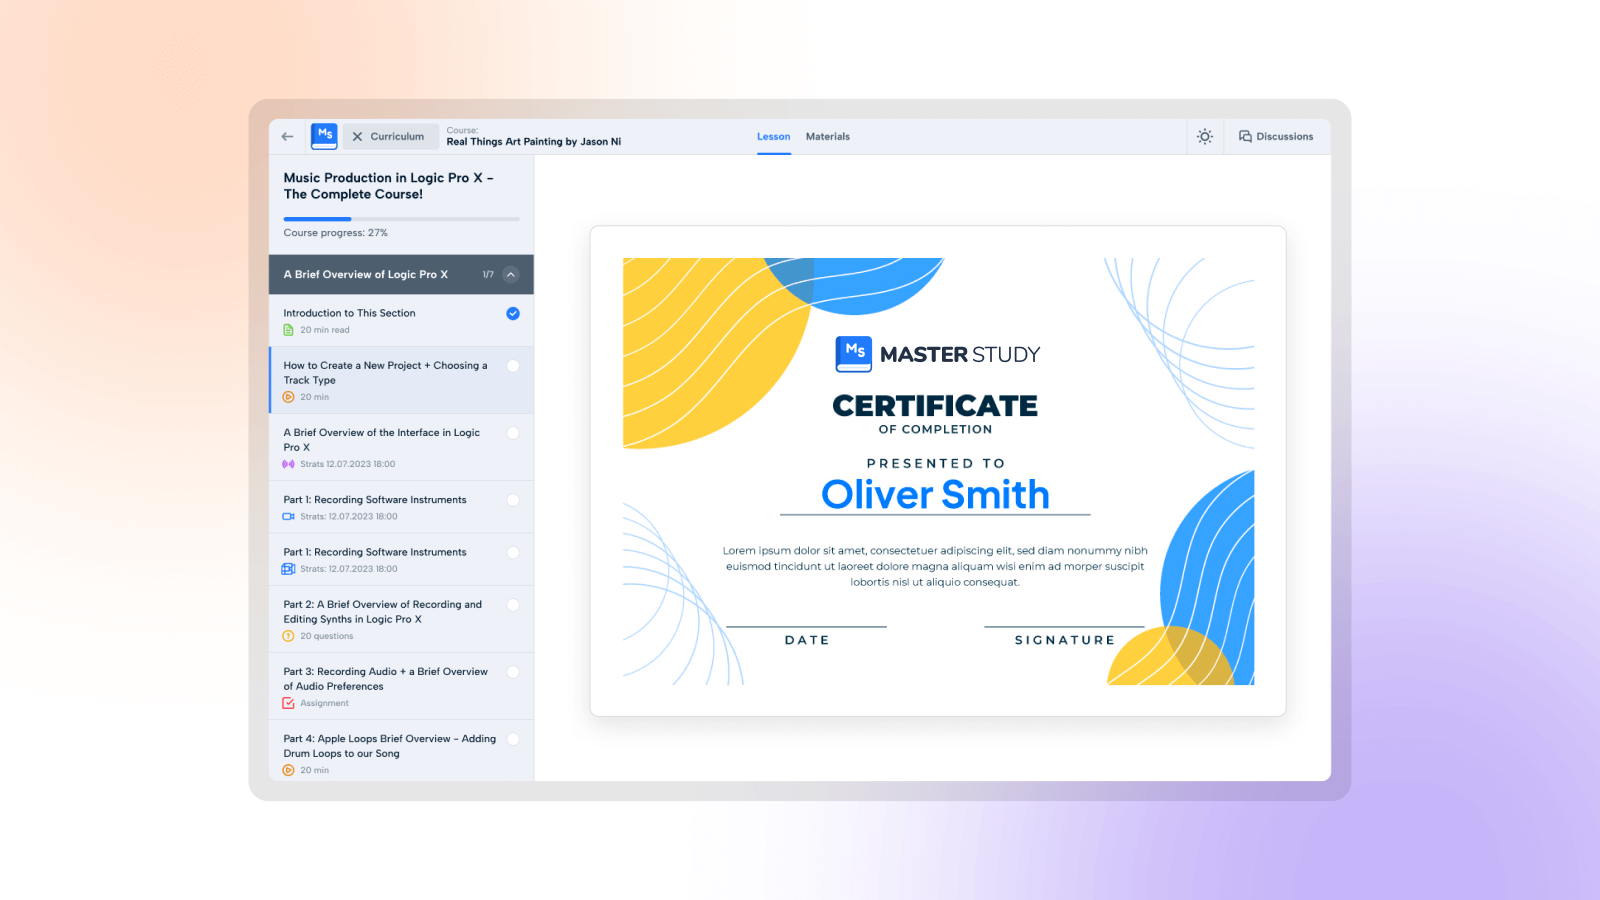 MS
Curriculum
Course:
Real Things Art Painting by Jason Ni
Lesson
Materials
Discussions
Music Production in Logic Pro X –
The Complete Course!
Course progress: 27%
A Brief Overview of Logic Pro X
1/7
Introduction to This Section
20 min read
How to Create a New Project + Choosing a
Track Type
20 min
A Brief Overview of the Interface in Logic
Pro X
Strats 12.07.2023 18:00
Part 1: Recording Software Instruments
Strats: 12.07.2023 18:00
Part 1: Recording Software Instruments
Strats: 12.07.2023 18:00
Part 2: A Brief Overview of Recording and
Editing Synths in Logic Pro X
20 questions
Part 3: Recording Audio + a Brief Overview
of Audio Preferences
Assignment
Part 4: Apple Loops Brief Overview - Adding
Drum Loops to our Song
20 min
MS
MASTER STUDY
CERTIFICATE
OF COMPLETION
PRESENTED TO
Oliver Smith
Lorem ipsum dolor sit amet, consectetuer adipiscing elit, sed diam nonummy nibh
euismod tincidunt ut laoreet dolore magna aliquam wisi enim ad morper suscipit
lobortis nisl ut aliquio consequat.
DATE
SIGNATURE